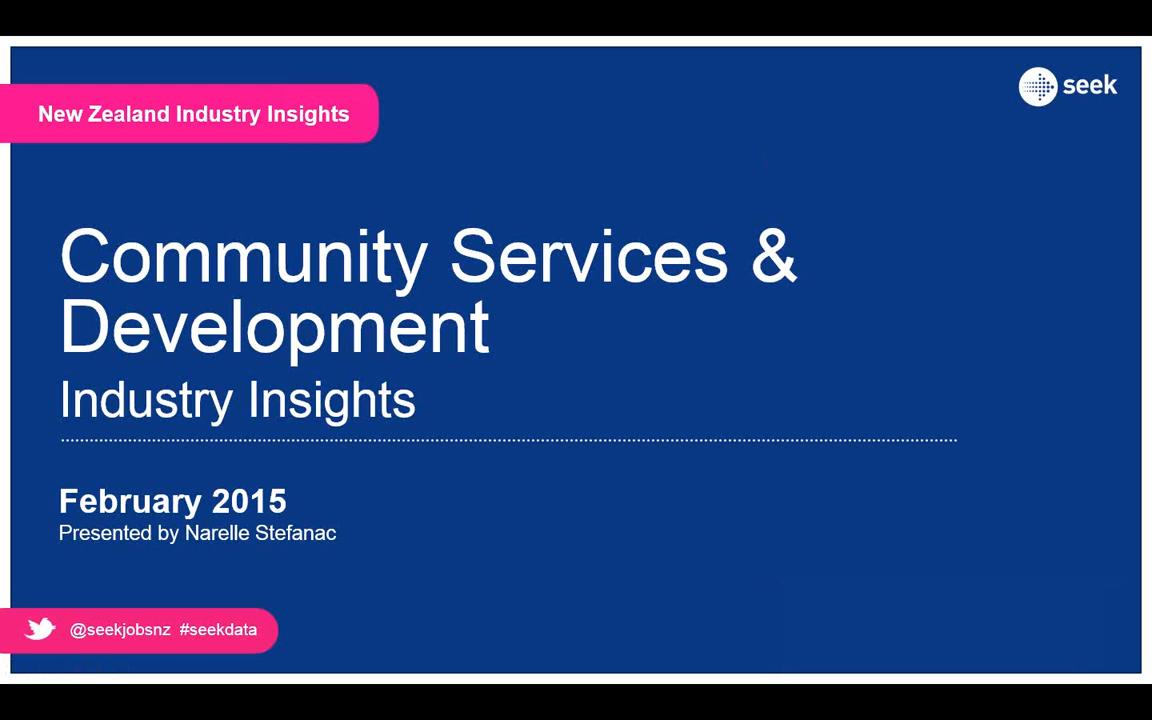 seek
New Zealand Industry Insights
Community Services &
Development
Industry Insights
February 2015
Presented by Narelle Stefanac
@seekjobsnz #seekdata